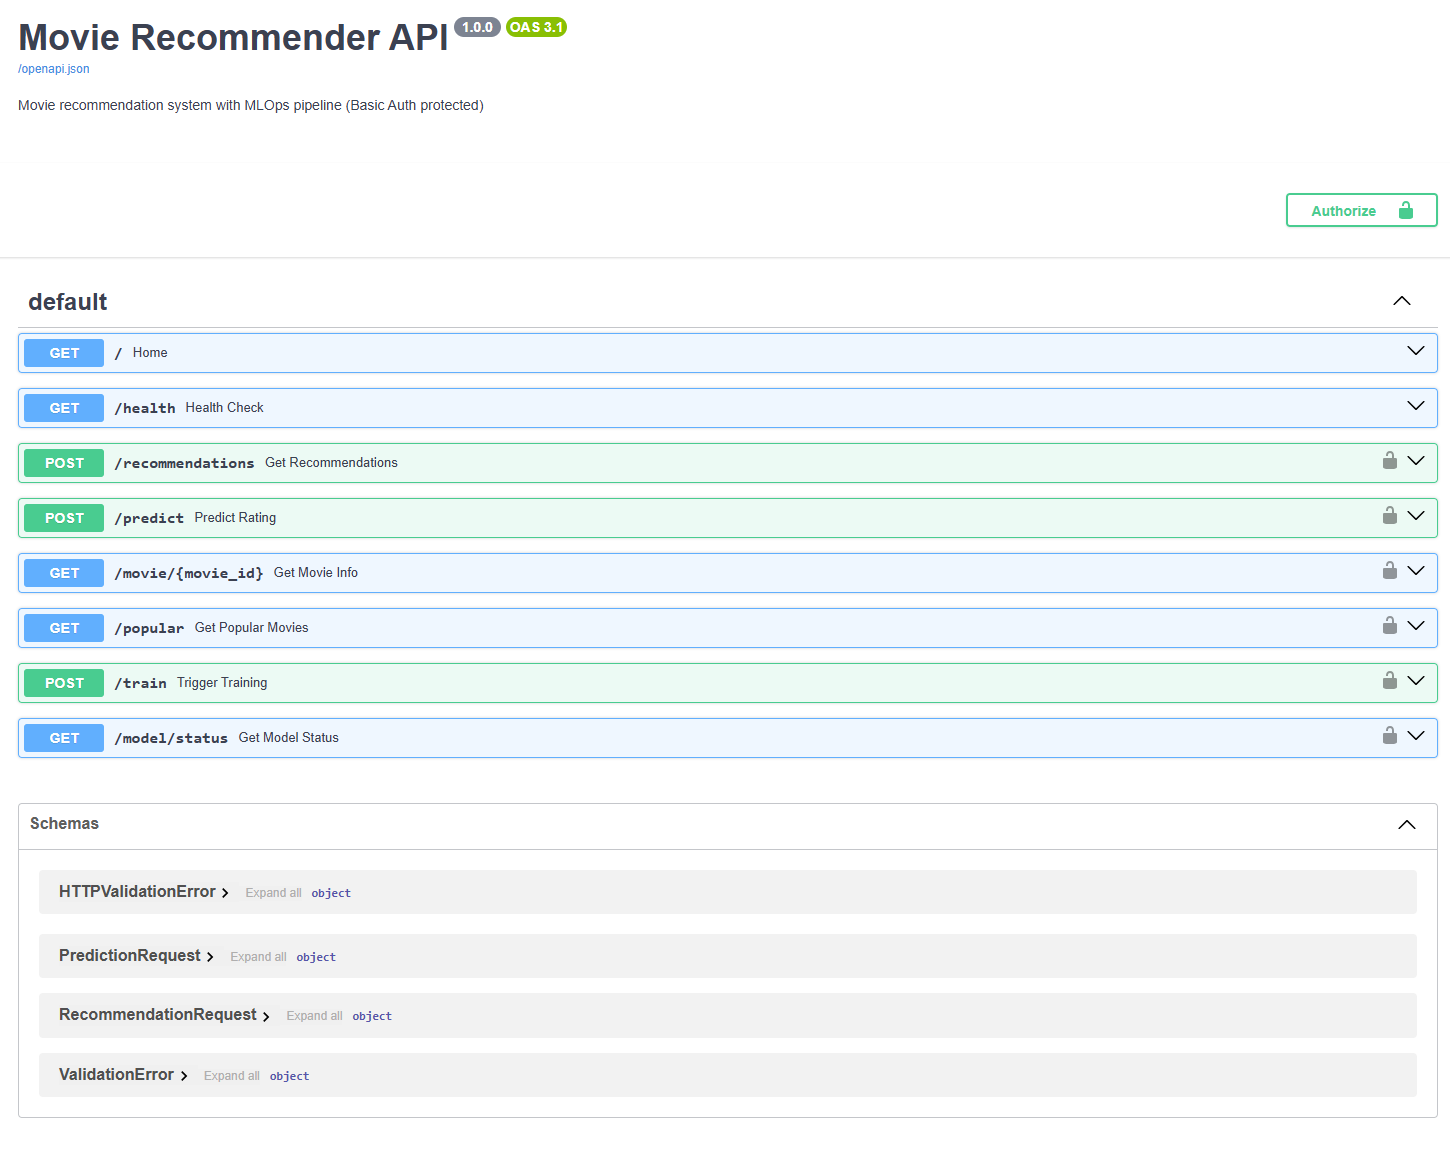 Movie Recommender API 1.0.0 OAS 3.1
/openapi.json
Movie recommendation system with MLOps pipeline (Basic Auth protected)
Authorize
default
GET / Home
GET /health Health Check
POST /recommendations Get Recommendations
POST /predict Predict Rating
GET /movie/{movie_id} Get Movie Info
GET /popular Get Popular Movies
POST /train Trigger Training
GET /model/status Get Model Status
Schemas
HTTPValidationError Expand all object
PredictionRequest Expand all object
RecommendationRequest Expand all object
ValidationError Expand all object